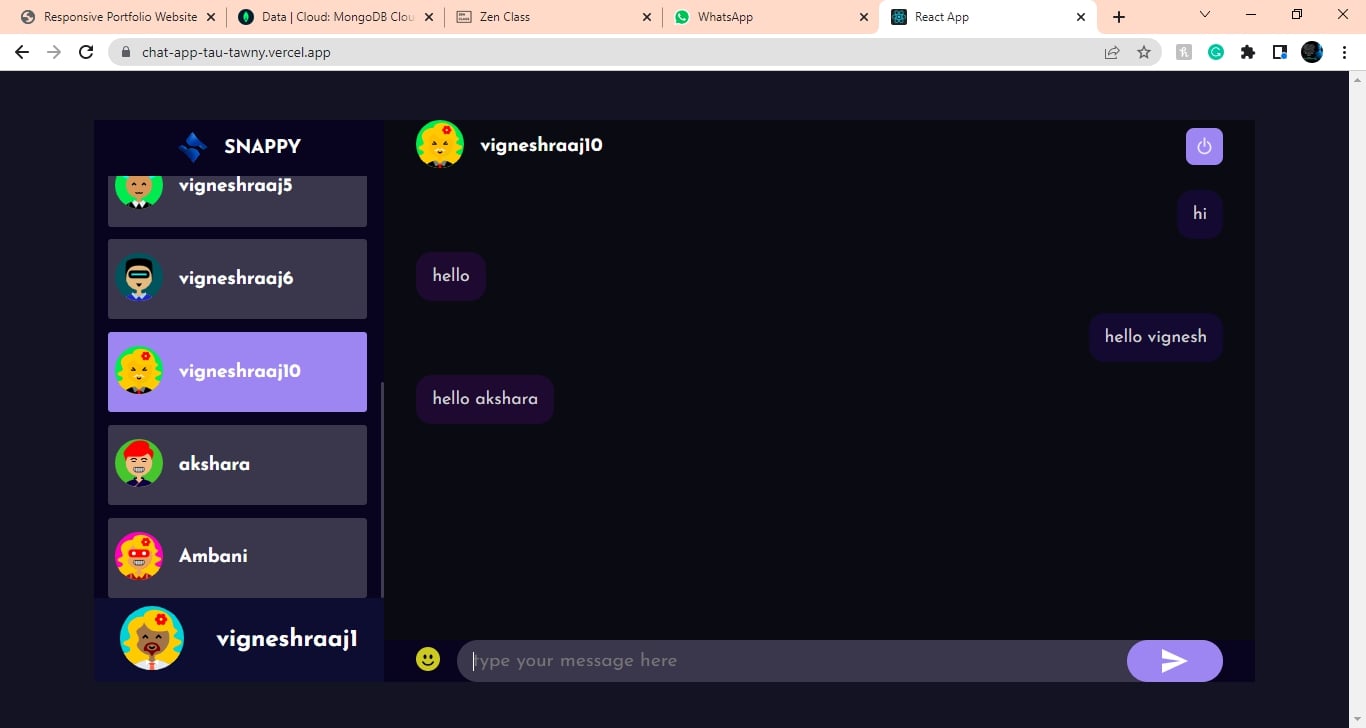 Responsive Portfolio Website
Data | Cloud: MongoDB Clou
Zen Class
WhatsApp
React App
chat-app-tau-tawny.vercel.app
SNAPPY
vigneshraaj5
vigneshraaj6
vigneshraaj10
akshara
Ambani
vigneshraaj1
vigneshraaj10
hi
hello
hello vignesh
hello akshara
type your message here